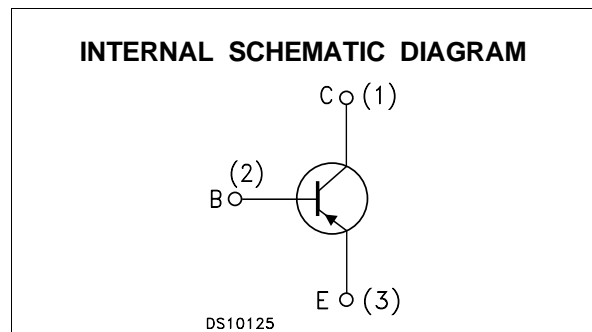 INTERNAL SCHEMATIC DIAGRAM
C (1)
(2)
B
E (3)
DS10125